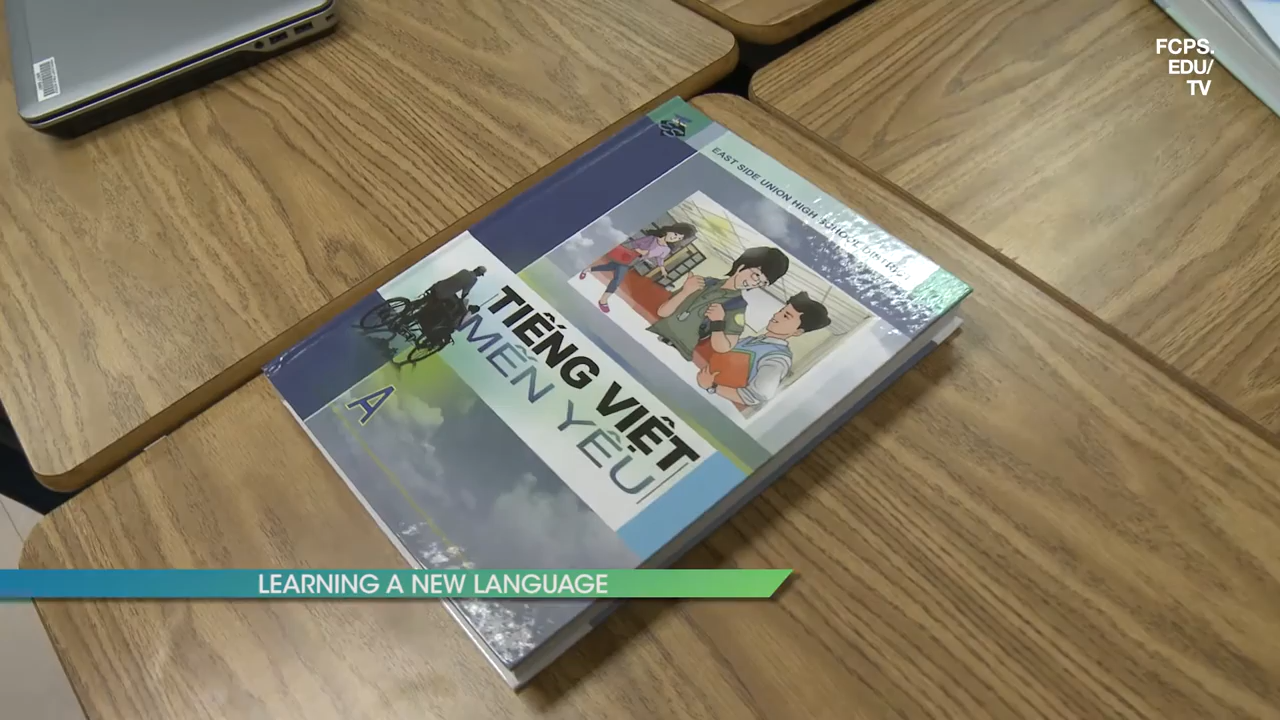 FCPS.
EDU/
TV
EAST SIDE UNION HIGH SCHOOL DISTRICT
TIẾNG VIỆT
MẾN YÊU
A
LEARNING A NEW LANGUAGE